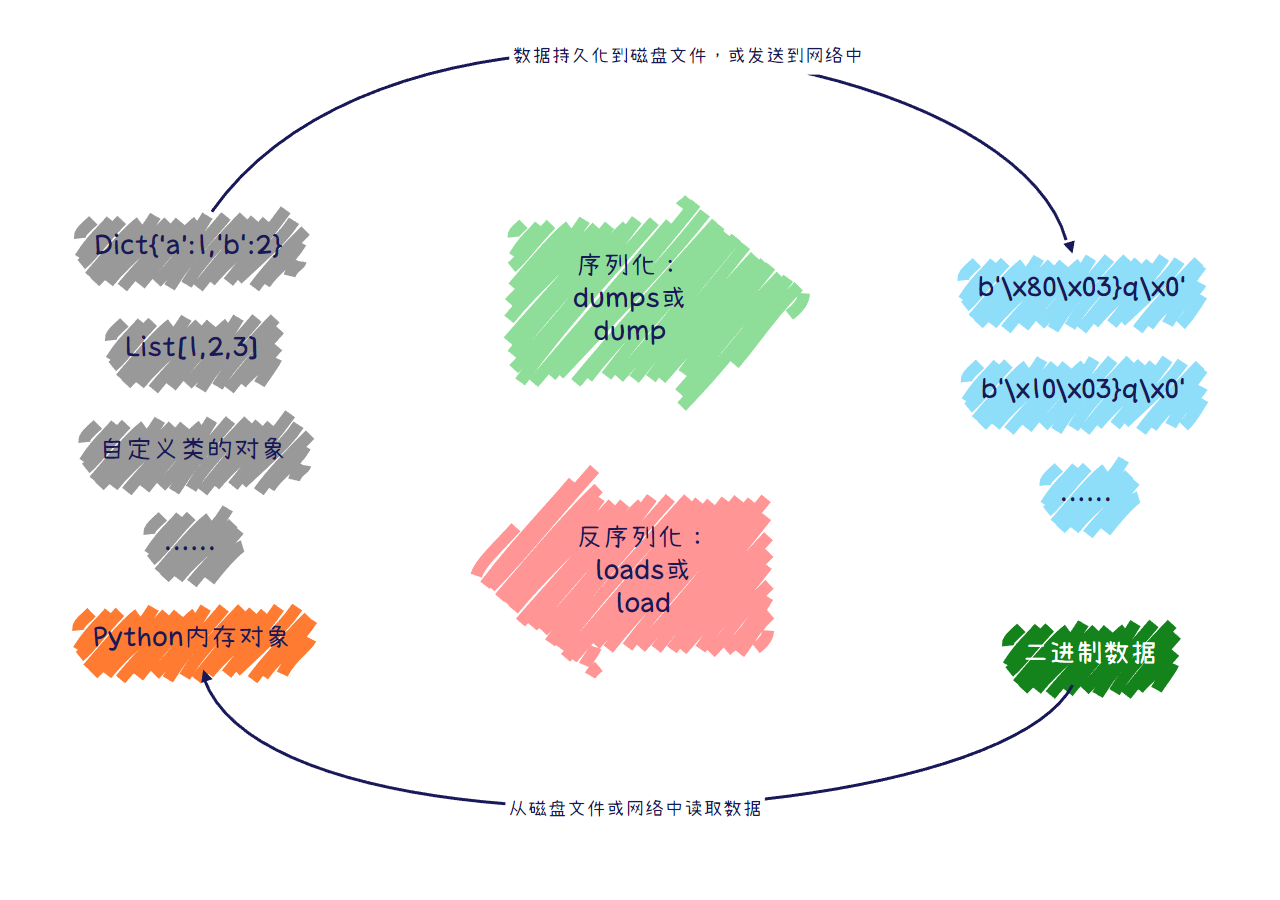 数据持久化到磁盘文件，或发送到网络中
Dict{'a':1,'b':2}
List[1,2,3]
自定义类的对象
......
Python内存对象
序列化：
dumps或
dump
反序列化：
loads或
load
b'\x80\x03}q\x0'
b'\x10\x03}q\x0'
......
二进制数据
从磁盘文件或网络中读取数据